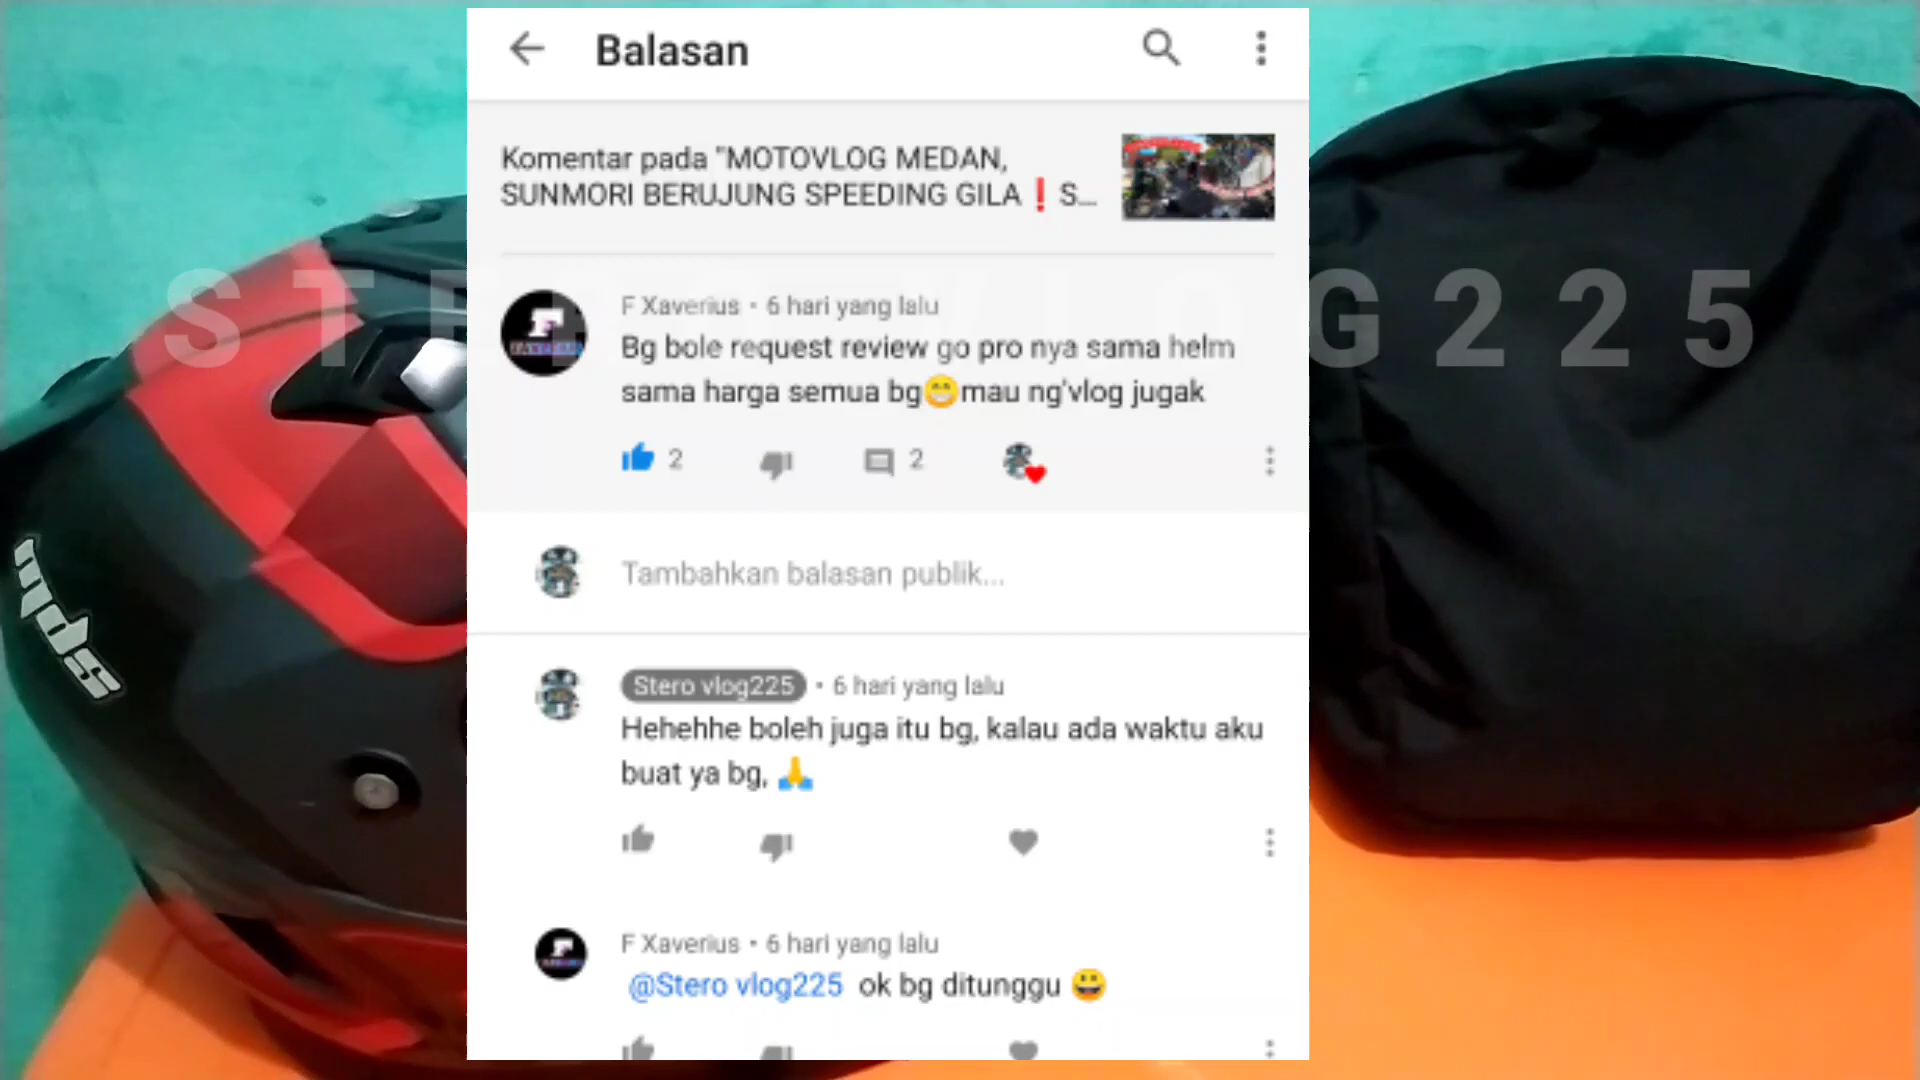 Balasan
Komentar pada "MOTOVLOG MEDAN,
SUNMORI BERUJUNG SPEEDING GILA❗S...
F Xaverius • 6 hari yang lalu
Bg bole request review go pro nya sama helm
sama harga semua bg😁mau ng'vlog jugak
2
2
Tambahkan balasan publik...
Stero vlog225 • 6 hari yang lalu
Hehehhe boleh juga itu bg, kalau ada waktu aku
buat ya bg, 🙏
F Xaverius • 6 hari yang lalu
@Stero vlog225 ok bg ditunggu 😀
mds